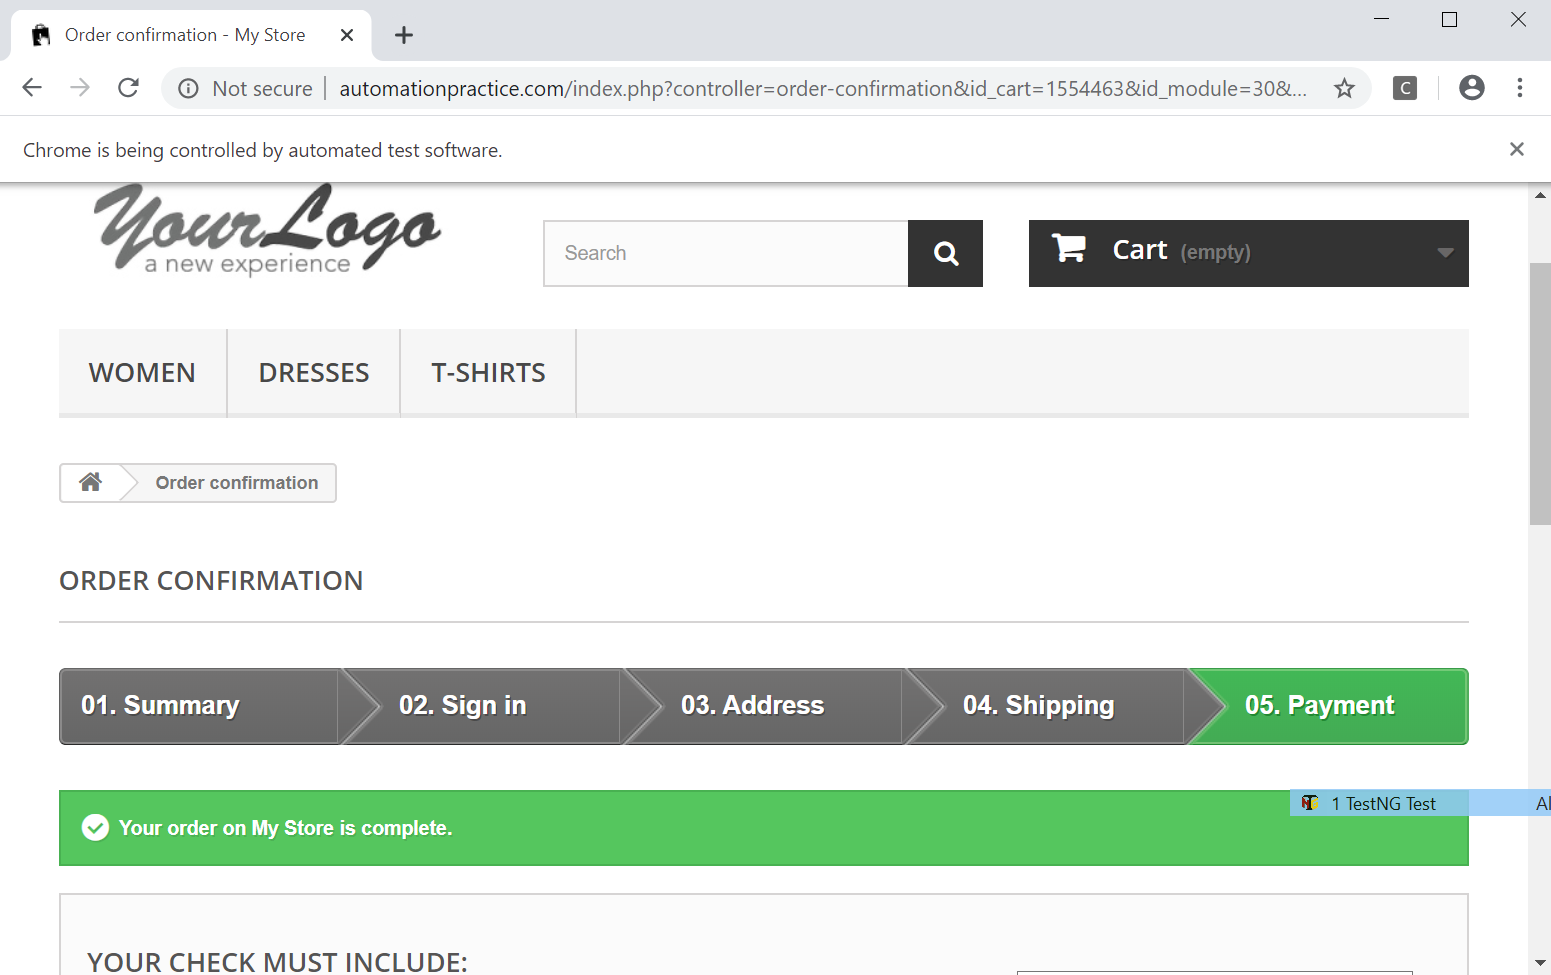 Order confirmation - My Store
Not secure automationpractice.com/index.php?controller=order-confirmation&id_cart=1554463&id_module=30&...
C
Chrome is being controlled by automated test software.
YourLogo
a new experience
Search
Cart (empty)
WOMEN DRESSES T-SHIRTS
Order confirmation
ORDER CONFIRMATION
01. Summary 02. Sign in 03. Address 04. Shipping 05. Payment
1 TestNG Test
Your order on My Store is complete.
YOUR CHECK MUST INCLUDE: